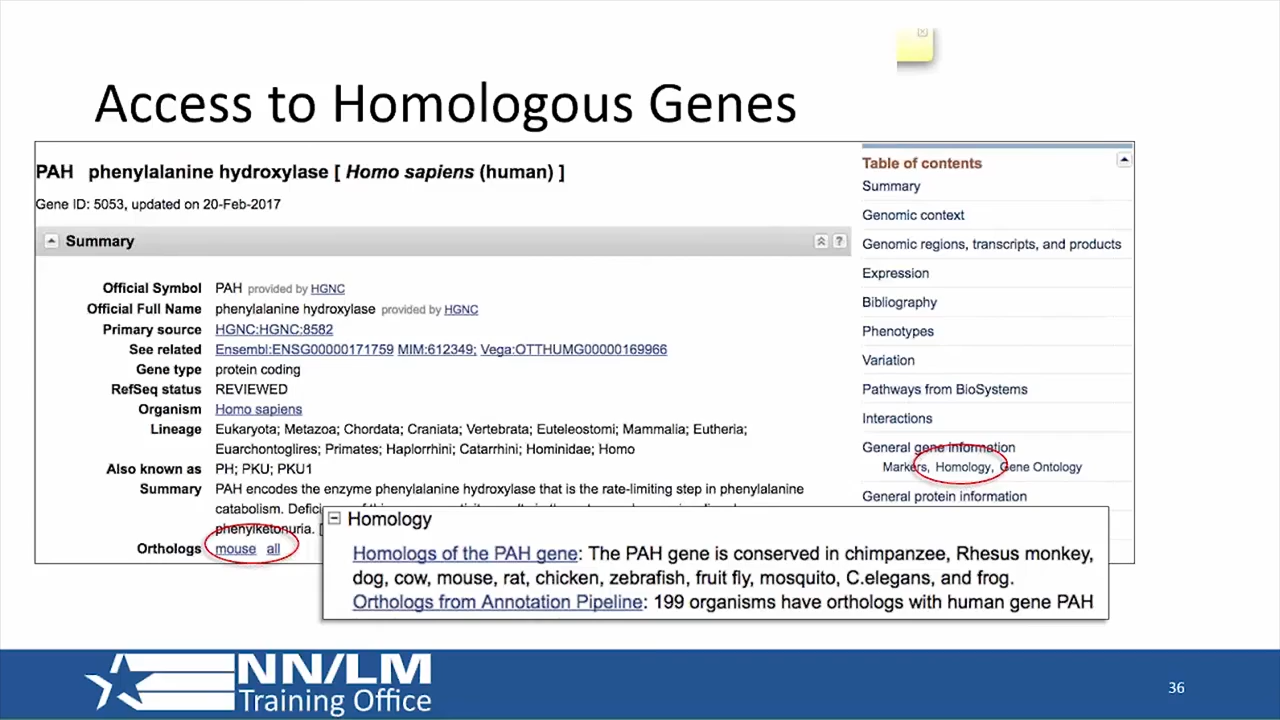 Access to Homologous Genes
PAH phenylalanine hydroxylase [ Homo sapiens (human) ]
Gene ID: 5053, updated on 20-Feb-2017
Summary
Official Symbol PAH provided by HGNC
Official Full Name phenylalanine hydroxylase provided by HGNC
Primary source HGNC:HGNC:8582
See related Ensembl:ENSG00000171759 MIM:612349; Vega:OTTHUMG00000169966
Gene type protein coding
RefSeq status REVIEWED
Organism Homo sapiens
Lineage Eukaryota; Metazoa; Chordata; Craniata; Vertebrata; Euteleostomi; Mammalia; Eutheria;
Euarchontoglires; Primates; Haplorrhini; Catarrhini; Hominidae; Homo
Also known as PH; PKU; PKU1
Summary PAH encodes the enzyme phenylalanine hydroxylase that is the rate-limiting step in phenylalanine
catabolism.
phenylketonuria. [
Orthologs mouse all
Table of contents
Summary
Genomic context
Genomic regions, transcripts, and products
Expression
Bibliography
Phenotypes
Variation
Pathways from BioSystems
Interactions
General gene information
Markers, Homology, Gene Ontology
General protein information
Homology
Homologs of the PAH gene: The PAH gene is conserved in chimpanzee, Rhesus monkey,
dog, cow, mouse, rat, chicken, zebrafish, fruit fly, mosquito, C.elegans, and frog.
Orthologs from Annotation Pipeline: 199 organisms have orthologs with human gene PAH
NN/LM
Training Office
36